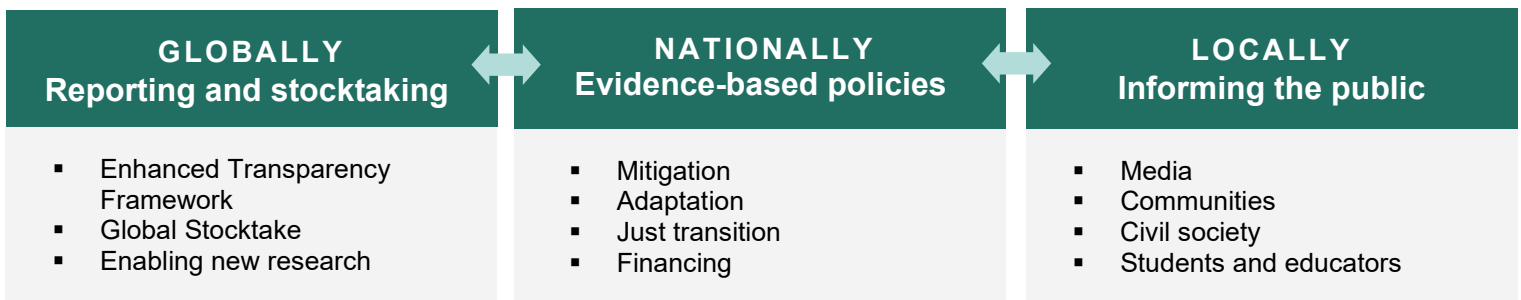 GLOBALLY
Reporting and stocktaking
▪ Enhanced Transparency
Framework
▪ Global Stocktake
▪ Enabling new research
NATIONALLY
Evidence-based policies
▪ Mitigation
▪ Adaptation
▪ Just transition
▪ Financing
LOCALLY
Informing the public
▪ Media
▪ Communities
▪ Civil society
▪ Students and educators